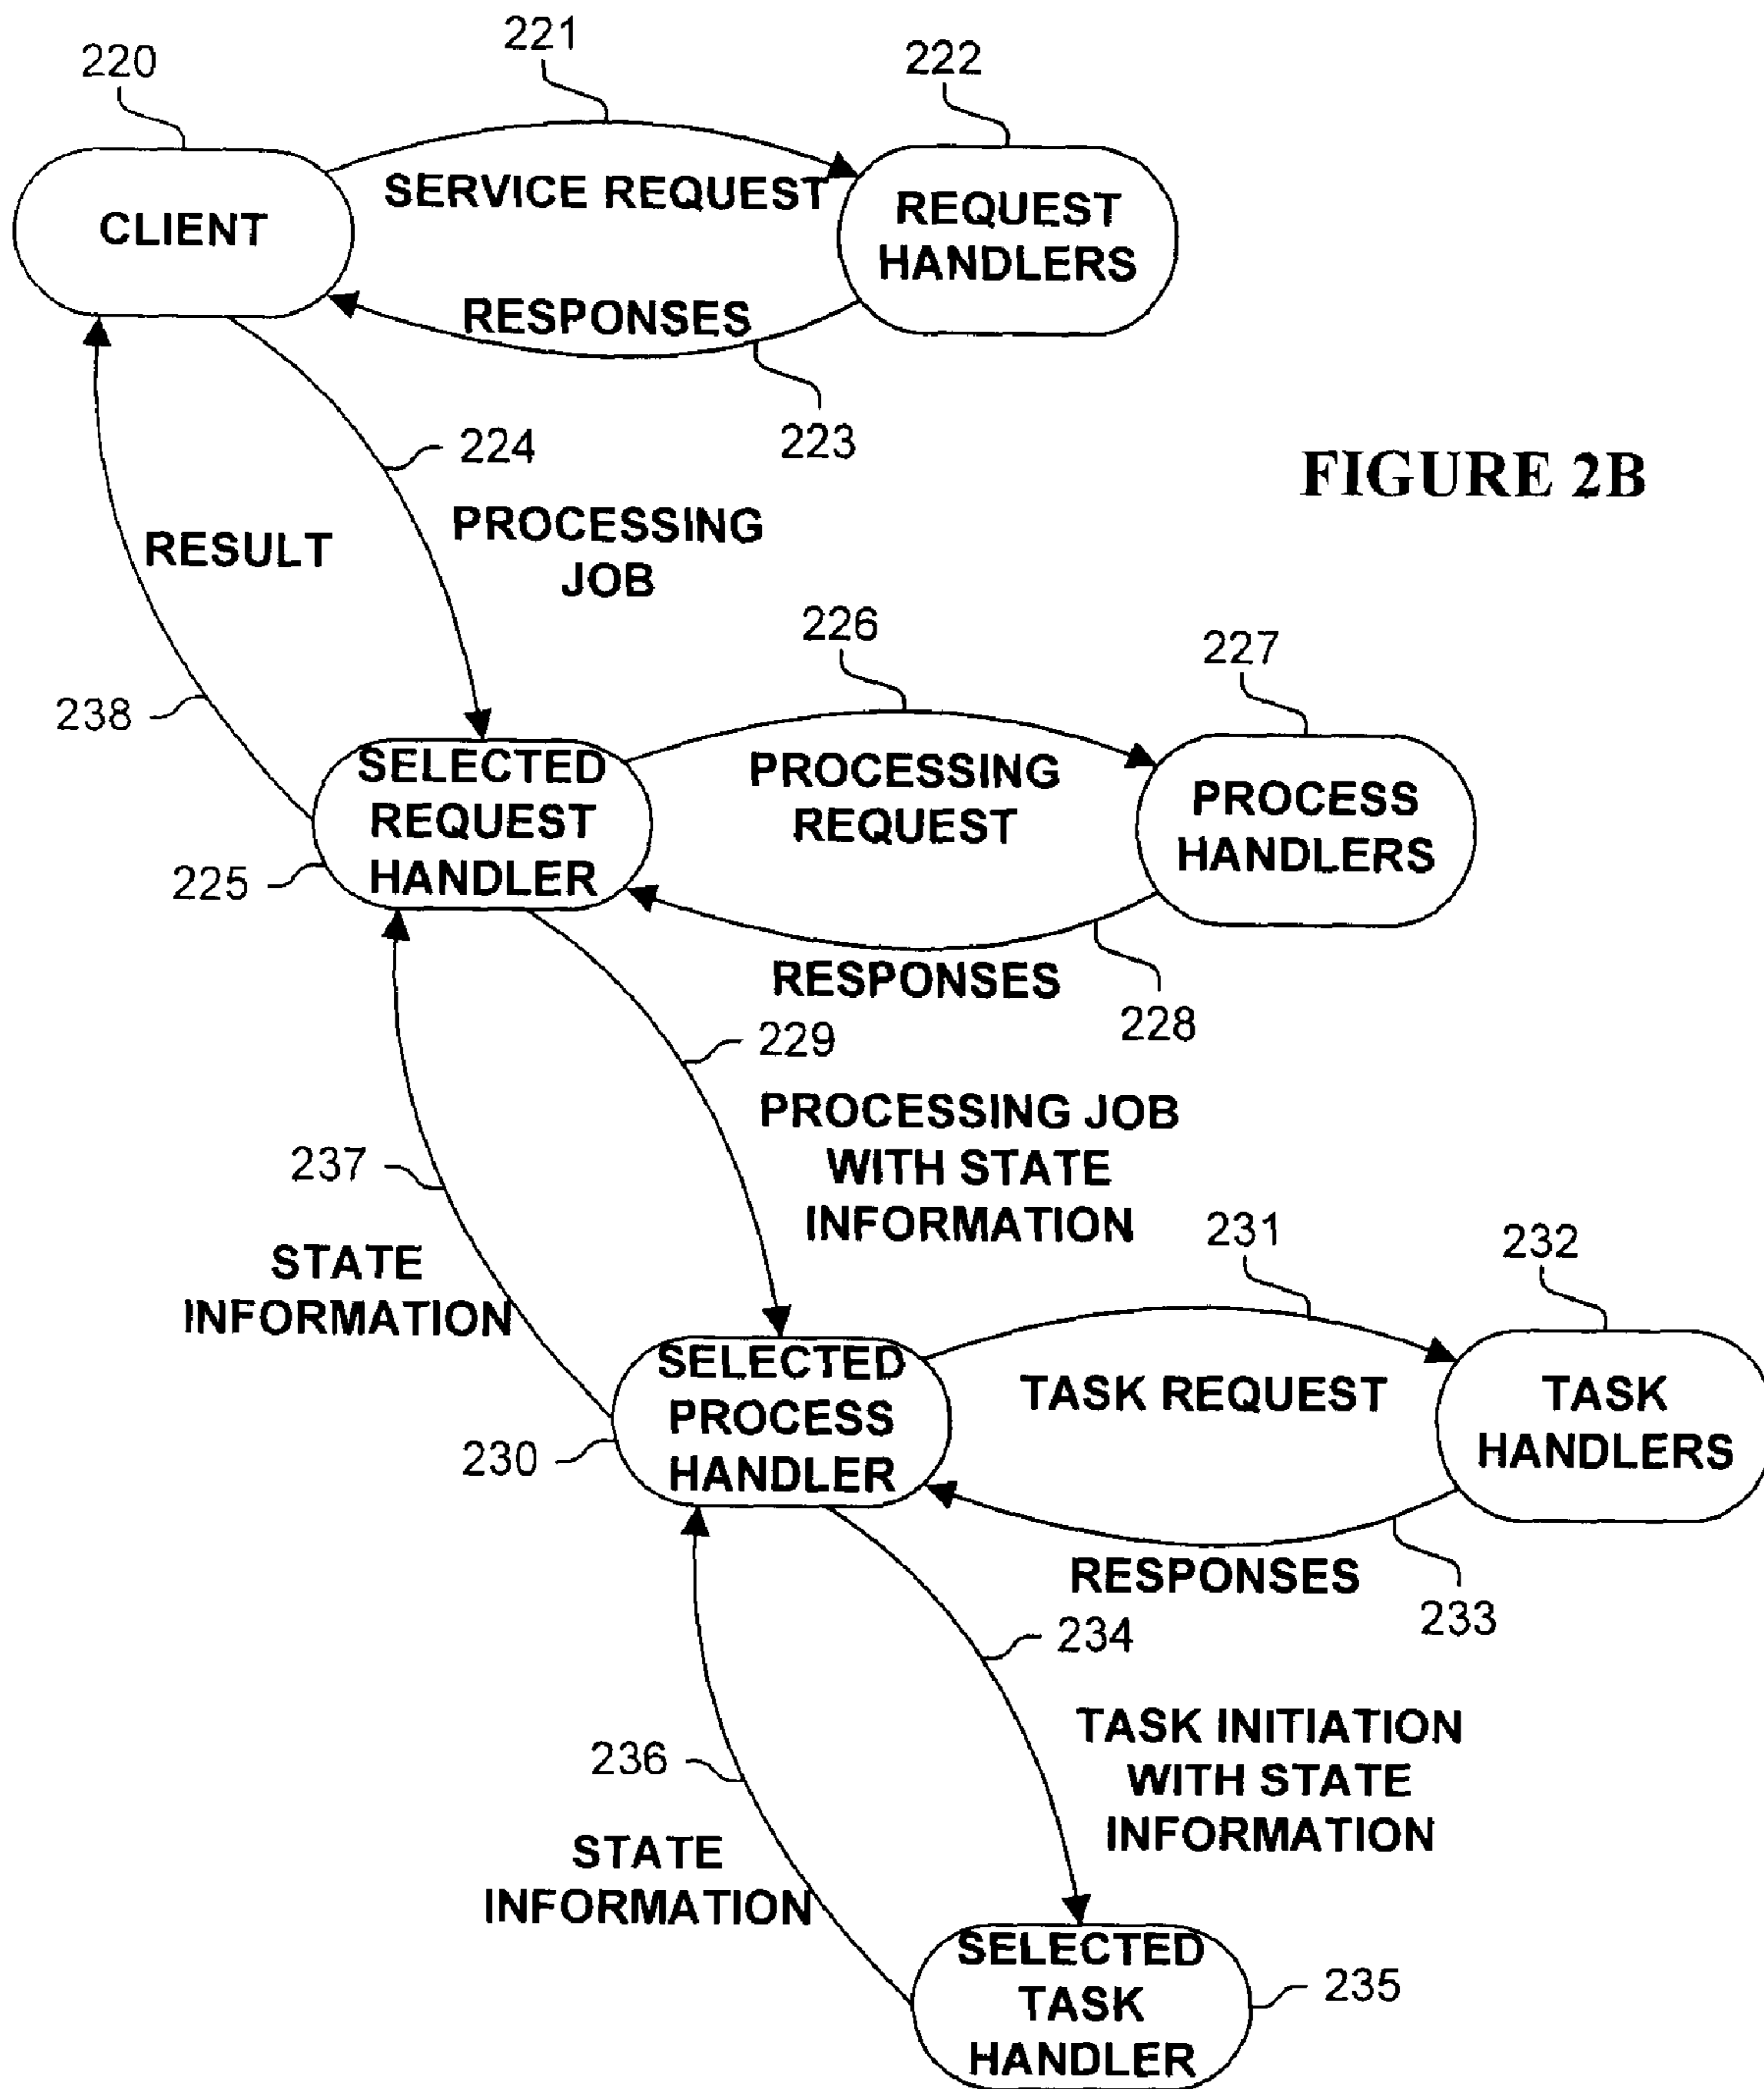 220
221
222
CLIENT
SERVICE REQUEST
REQUEST
HANDLERS
RESPONSES
223
224
FIGURE 2B
PROCESSING
JOB
RESULT
226
227
238
SELECTED
REQUEST
HANDLER
225
PROCESSING
REQUEST
PROCESS
HANDLERS
RESPONSES
228
229
PROCESSING JOB
WITH STATE
INFORMATION
237
STATE
INFORMATION
231
232
SELECTED
PROCESS
HANDLER
230
TASK REQUEST
TASK
HANDLERS
RESPONSES
233
234
TASK INITIATION
WITH STATE
INFORMATION
236
STATE
INFORMATION
SELECTED
TASK
HANDLER
235